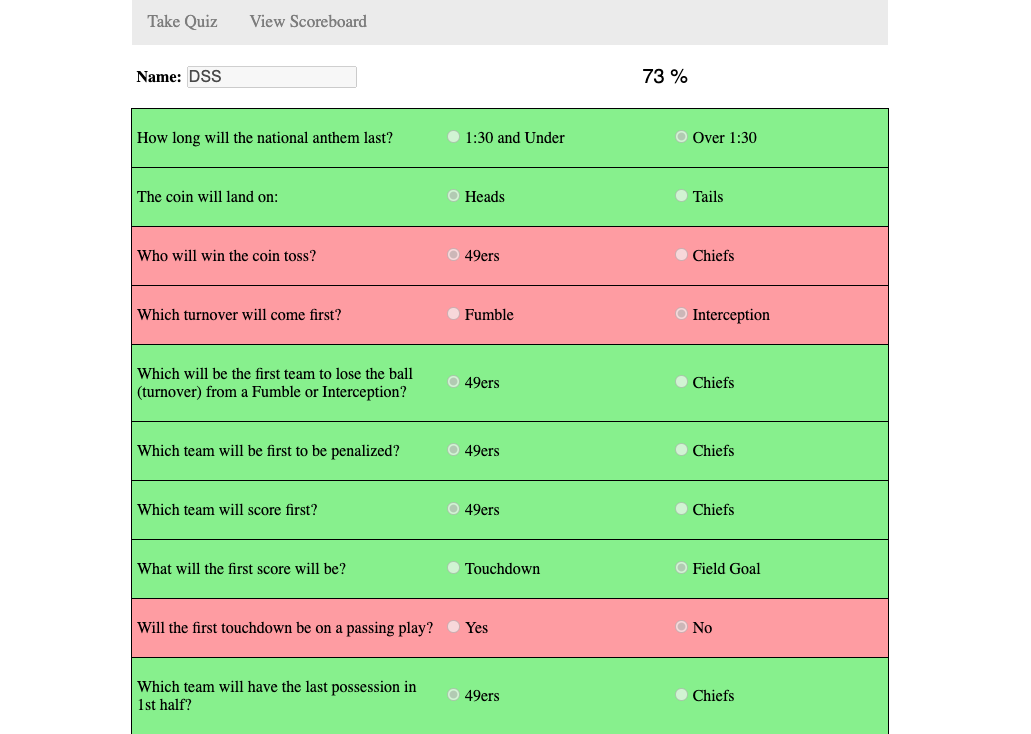 Take Quiz View Scoreboard
Name: DSS 73 %
How long will the national anthem last? 1:30 and Under Over 1:30
The coin will land on: Heads Tails
Who will win the coin toss? 49ers Chiefs
Which turnover will come first? Fumble Interception
Which will be the first team to lose the ball
(turnover) from a Fumble or Interception? 49ers Chiefs
Which team will be first to be penalized? 49ers Chiefs
Which team will score first? 49ers Chiefs
What will the first score will be? Touchdown Field Goal
Will the first touchdown be on a passing play? Yes No
Which team will have the last possession in
1st half? 49ers Chiefs